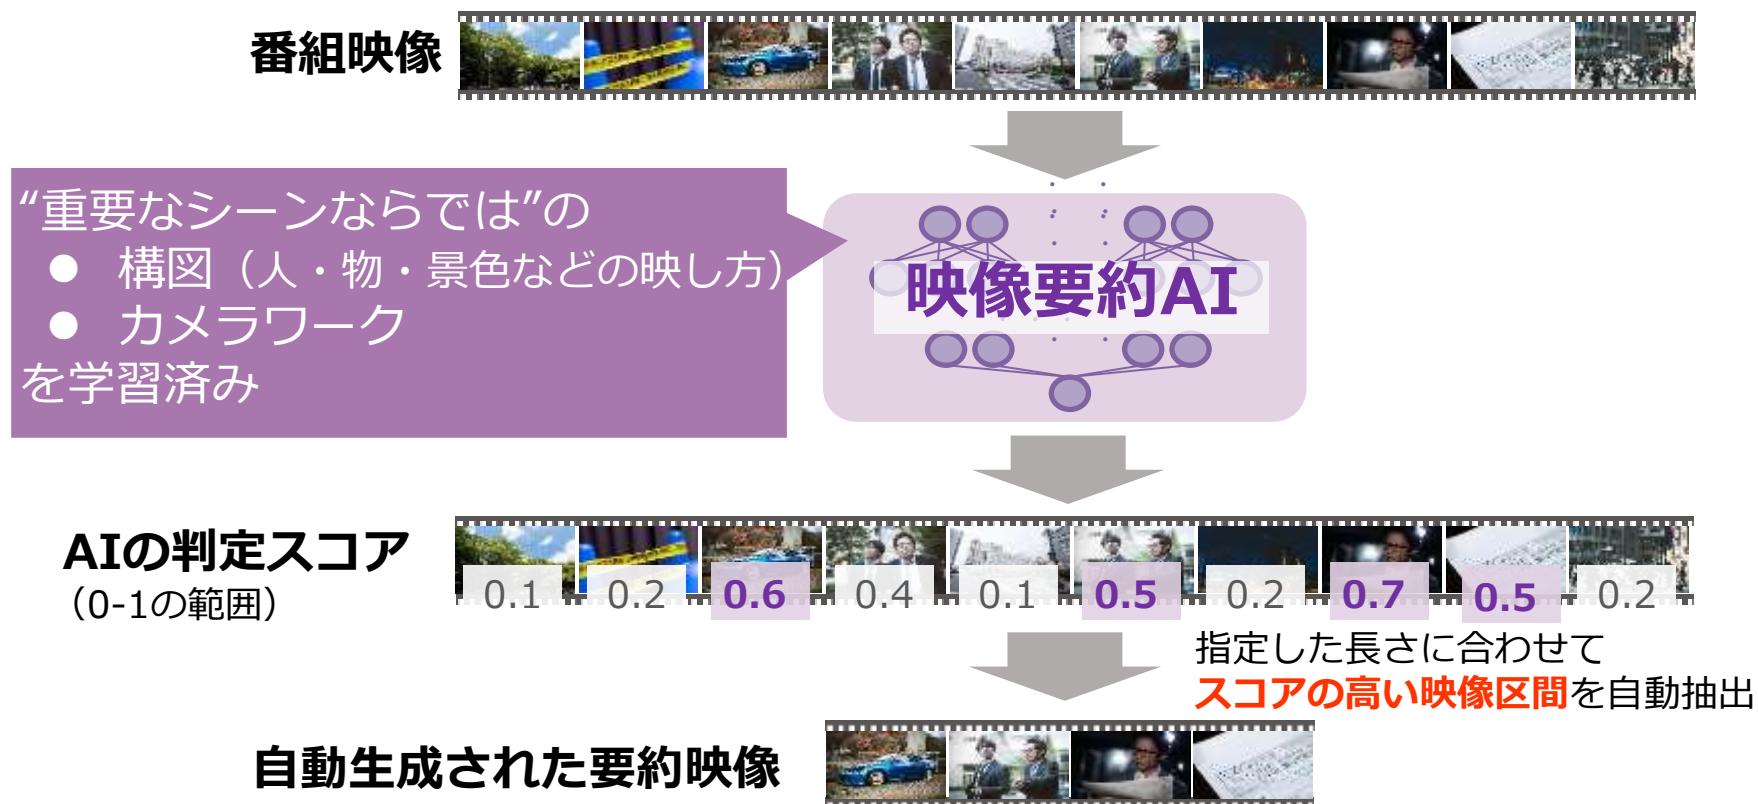 番組映像
“重要なシーンならでは”の
● 構図（人・物・景色などの映し方）
● カメラワーク
を学習済み
映像要約AI
AIの判定スコア
（0-1の範囲）
0.1 0.2 0.6 0.4 0.1 0.5 0.2 0.7 0.5 0.2
指定した長さに合わせて
スコアの高い映像区間を自動抽出
自動生成された要約映像